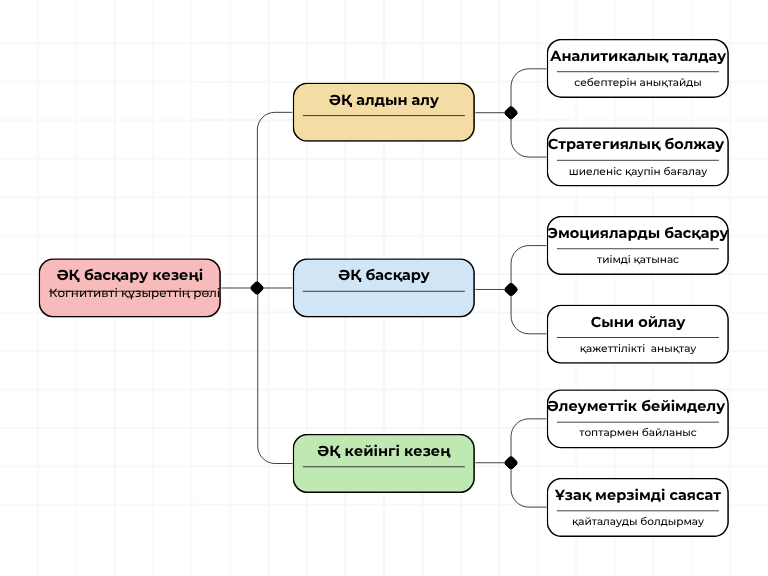 ӘҚ басқару кезеңі
Когнитивті құзыреттің рөлі
ӘҚ алдын алу
Аналитикалық талдау
себептерін анықтайды
Стратегиялық болжау
шиеленіс қаупін бағалау
ӘҚ басқару
Эмоцияларды басқару
тиімді қатынас
Сыни ойлау
қажеттілікті  анықтау
ӘҚ кейінгі кезең
Әлеуметтік бейімделу
топтармен байланыс
Ұзақ мерзімді саясат
қайталауды болдырмау